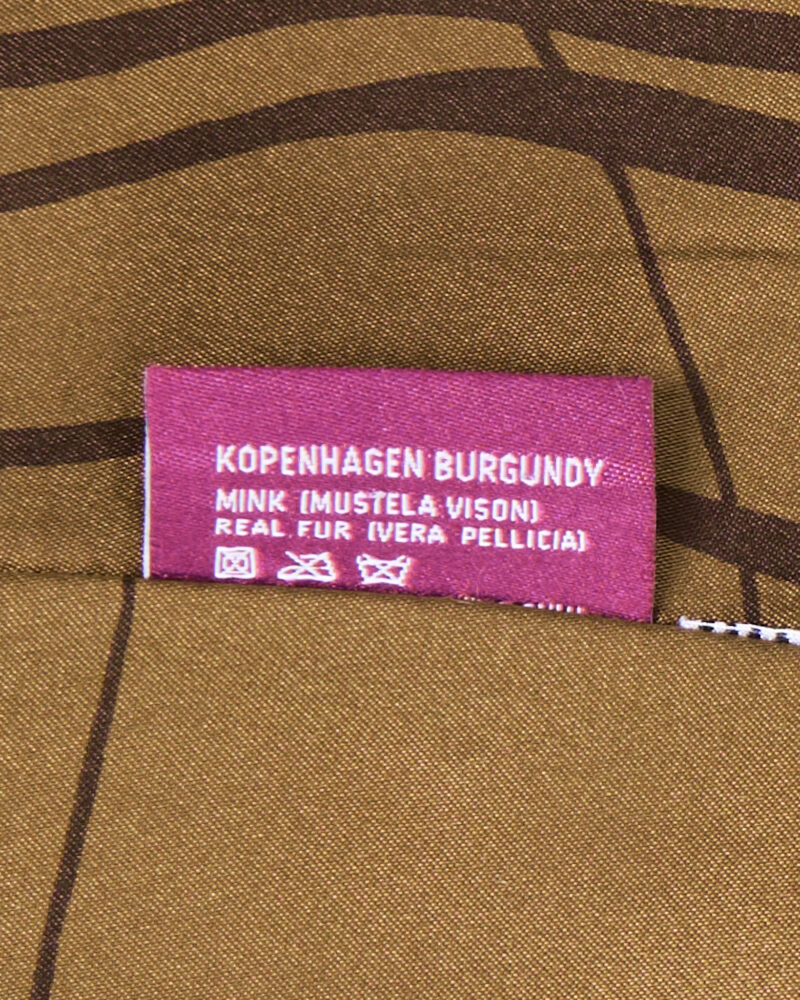 KOPENHAGEN BURGUNDY
MINK (MUSTELA VISON)
REAL FUR (VERA PELLICIA)